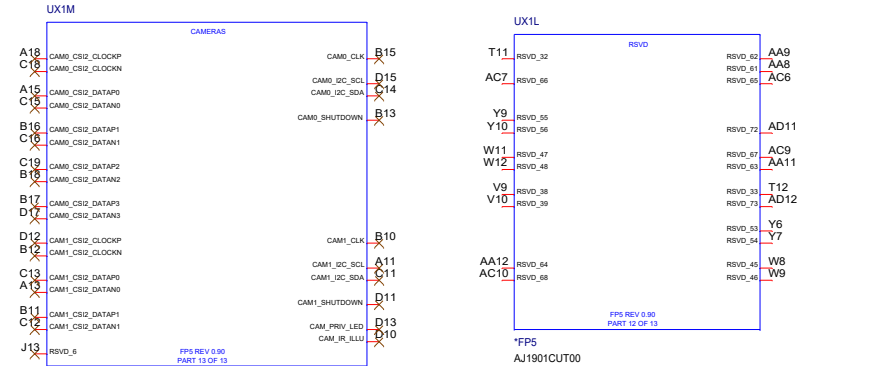 UX1M
CAMERAS
A18 CAM0_CSI2_CLOCKP
C18 CAM0_CSI2_CLOCKN
A15 CAM0_CSI2_DATAP0
C15 CAM0_CSI2_DATAN0
B16 CAM0_CSI2_DATAP1
C16 CAM0_CSI2_DATAN1
C19 CAM0_CSI2_DATAP2
B18 CAM0_CSI2_DATAN2
B17 CAM0_CSI2_DATAP3
D17 CAM0_CSI2_DATAN3
D12 CAM1_CSI2_CLOCKP
B12 CAM1_CSI2_CLOCKN
C13 CAM1_CSI2_DATAP0
A13 CAM1_CSI2_DATAN0
B11 CAM1_CSI2_DATAP1
C12 CAM1_CSI2_DATAN1
J13 RSVD_6
CAM0_CLK B15
CAM0_I2C_SCL D15
CAM0_I2C_SDA C14
CAM0_SHUTDOWN B13
CAM1_CLK B10
CAM1_I2C_SCL A11
CAM1_I2C_SDA C11
CAM1_SHUTDOWN D11
CAM_PRIV_LED D13
CAM_IR_ILLU D10
FP5 REV 0.90
PART 13 OF 13
UX1L
RSVD
T11 RSVD_32
AC7 RSVD_66
Y9 RSVD_55
Y10 RSVD_56
W11 RSVD_47
W12 RSVD_48
V9 RSVD_38
V10 RSVD_39
AA12 RSVD_64
AC10 RSVD_68
RSVD_62 AA9
RSVD_61 AA8
RSVD_65 AC6
RSVD_72 AD11
RSVD_67 AC9
RSVD_63 AA11
RSVD_33 T12
RSVD_73 AD12
RSVD_53 Y6
RSVD_54 Y7
RSVD_45 W8
RSVD_46 W9
FP5 REV 0.90
PART 12 OF 13
*FP5
AJ1901CUT00